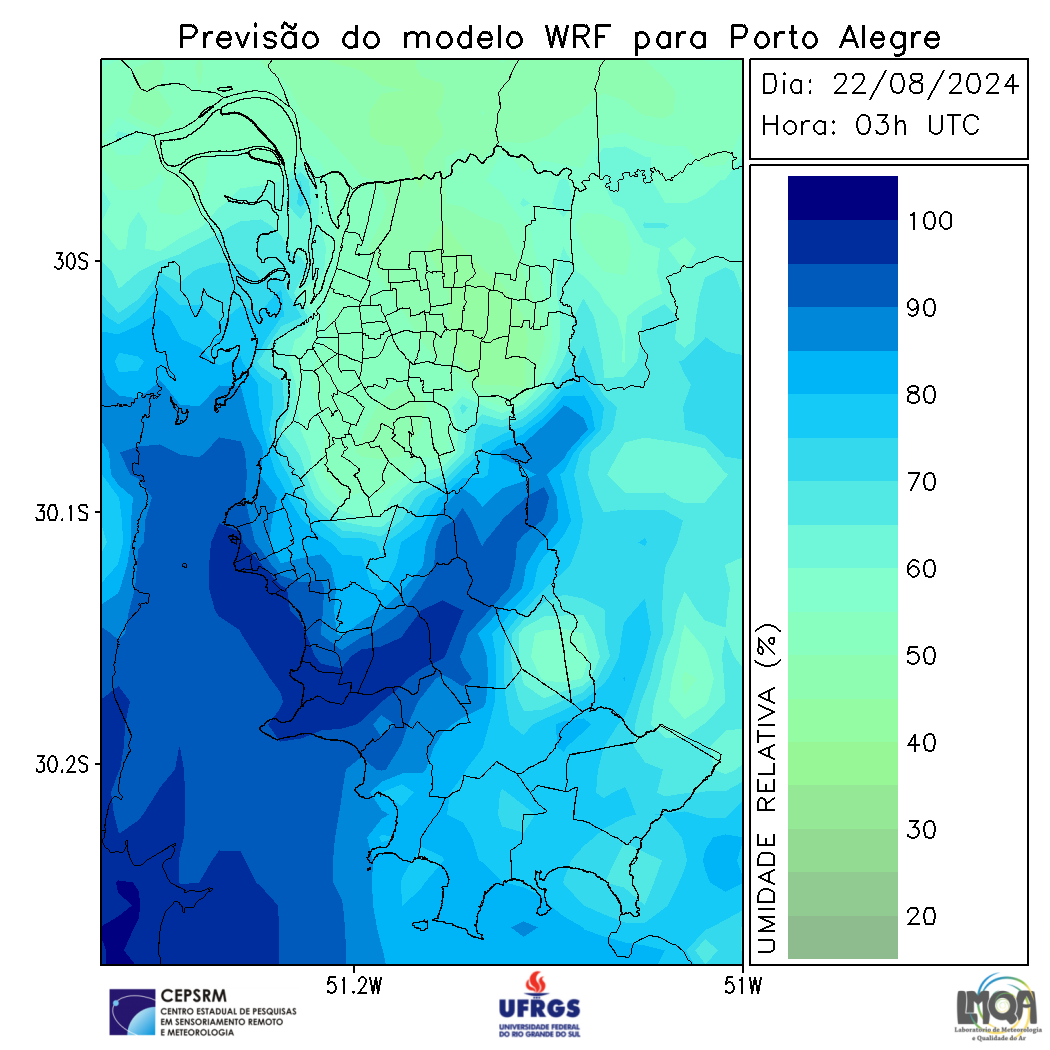 Previsão do modelo WRF para Porto Alegre
Dia: 22/08/2024
Hora: 03h UTC
30S
30.1S
30.2S
51.2W
51W
UMIDADE RELATIVA (%)
100
90
80
70
60
50
40
30
20
CEPSRM
CENTRO ESTADUAL DE PESQUISAS
EM SENSORIAMENTO REMOTO
E METEOROLOGIA
UFRGS
UNIVERSIDADE FEDERAL
DO RIO GRANDE DO SUL
LMQA
Laboratório de Meteorologia
e Qualidade do Ar